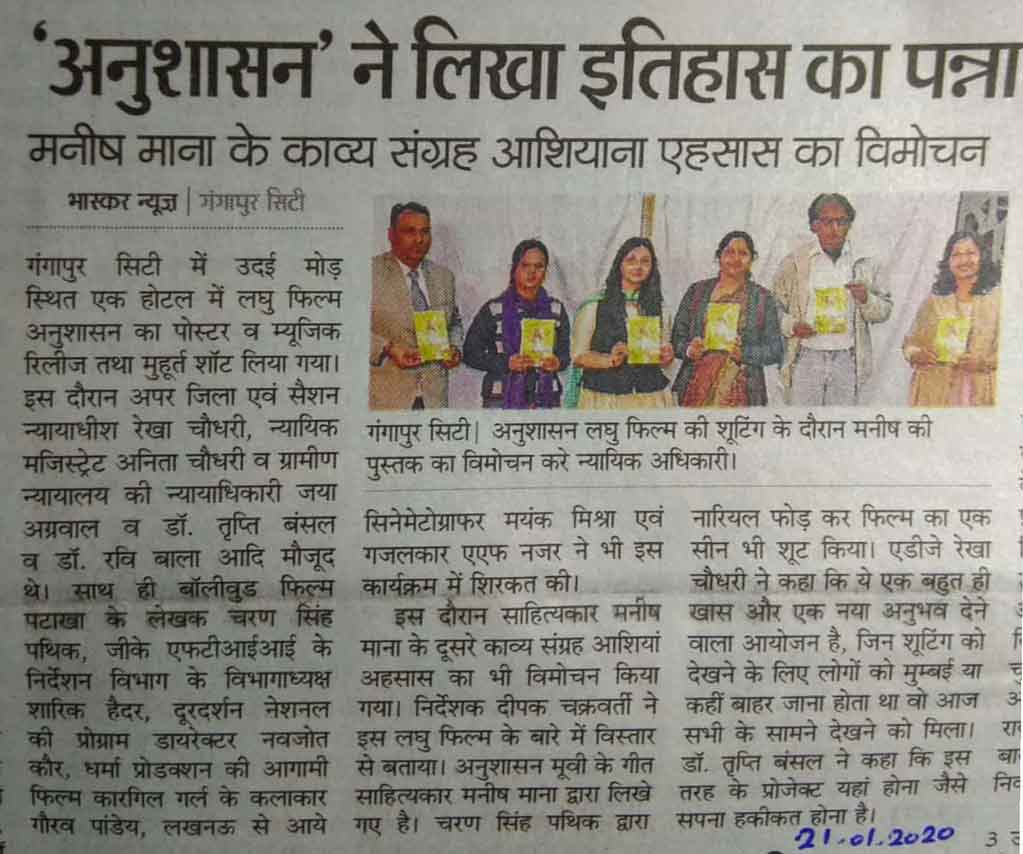 ‘अनुशासन’ ने लिखा इतिहास का पन्ना
मनीष माना के काव्य संग्रह आशियाना एहसास का विमोचन
भास्कर न्यूज़ | गंगापुर सिटी
गंगापुर सिटी में उदई मोड़
स्थित एक होटल में लघु फिल्म
अनुशासन का पोस्टर व म्यूजिक
रिलीज तथा मुहूर्त शॉट लिया गया।
इस दौरान अपर जिला एवं सैशन
न्यायाधीश रेखा चौधरी, न्यायिक
मजिस्ट्रेट अनिता चौधरी व ग्रामीण
न्यायालय की न्यायाधिकारी जया
अग्रवाल व डॉ. तृप्ति बंसल
व डॉ. रवि बाला आदि मौजूद
थे। साथ ही बॉलीवुड फिल्म
पटाखा के लेखक चरण सिंह
पथिक, जीके एफटीआईआई के
निर्देशन विभाग के विभागाध्यक्ष
शारिक हैदर, दूरदर्शन नेशनल
की प्रोग्राम डायरेक्टर नवजोत
कौर, धर्मा प्रोडक्शन की आगामी
फिल्म कारगिल गर्ल के कलाकार
गौरव पांडेय, लखनऊ से आये
गंगापुर सिटी| अनुशासन लघु फिल्म की शूटिंग के दौरान मनीष की
पुस्तक का विमोचन करे न्यायिक अधिकारी।
सिनेमेटोग्राफर मयंक मिश्रा एवं
गजलकार एएफ नजर ने भी इस
कार्यक्रम में शिरकत की।
इस दौरान साहित्यकार मनीष
माना के दूसरे काव्य संग्रह आशियां
अहसास का भी विमोचन किया
गया। निर्देशक दीपक चक्रवर्ती ने
इस लघु फिल्म के बारे में विस्तार
से बताया। अनुशासन मूवी के गीत
साहित्यकार मनीष माना द्वारा लिखे
गए है। चरण सिंह पथिक द्वारा
नारियल फोड़ कर फिल्म का एक
सीन भी शूट किया। एडीजे रेखा
चौधरी ने कहा कि ये एक बहुत ही
खास और एक नया अनुभव देने
वाला आयोजन है, जिन शूटिंग को
देखने के लिए लोगों को मुम्बई या
कहीं बाहर जाना होता था वो आज
सभी के सामने देखने को मिला।
डॉ. तृप्ति बंसल ने कहा कि इस
तरह के प्रोजेक्ट यहां होना जैसे
सपना हकीकत होना है।
21.01.2020